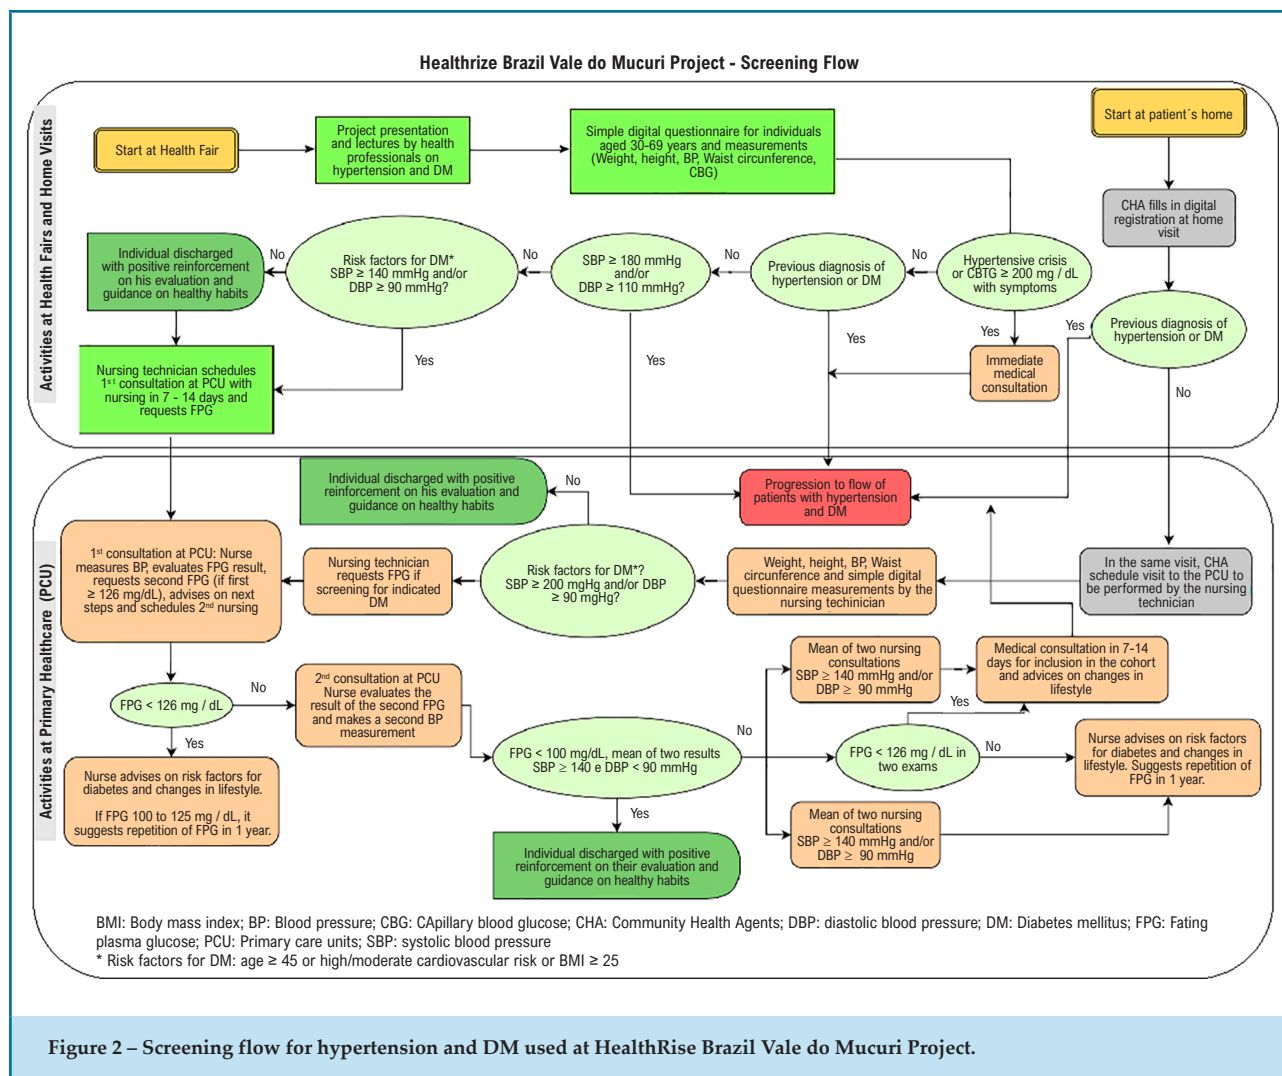 Healthrize Brazil Vale do Mucuri Project - Screening Flow
Activities at Health Fairs and Home Visits
Start at Health Fair
Project presentation
and lectures by health
professionals on
hypertension and DM
Simple digital questionnaire for individuals
aged 30-69 years and measurements
(Weight, height, BP, Waist circunference,
CBG)
Start at patient´s home
CHA fills in digital
registration at home
visit
Individual discharged
with positive reinforcement
on his evaluation and
guidance on healthy habits
No
Risk factors for DM*
SBP ≥ 140 mmHg and/or
DBP ≥ 90 mmHg?
No
SBP ≥ 180 mmHg
and/or
DBP ≥ 110 mmHg?
No
Previous diagnosis of
hypertension or DM
No
Hypertensive crisis
or CBTG ≥ 200 mg / dL
with symptoms
Previous diagnosis of
hypertension or DM
Yes
Yes
Yes
Yes
Yes
No
Immediate
medical
consultation
Nursing technician schedules
1st consultation at PCU with
nursing in 7 - 14 days and
requests FPG
Activities at Primary Healthcare (PCU)
Individual discharged with positive
reinforcement on his evaluation and
guidance on healthy habits
No
Progression to flow of
patients with hypertension
and DM
1st consultation at PCU: Nurse
measures BP, evaluates FPG result,
requests second FPG (if first
≥ 126 mg/dL), advises on next
steps and schedules 2nd nursing
Nursing technician
requests FPG if
screening for indicated
DM
Risk factors for DM*?
SBP ≥ 200 mgHg and/or DBP
≥ 90 mgHg?
Weight, height, BP, Waist
circunference and simple digital
questionnaire measurements by the
nursing techinician
In the same visit, CHA
schedule visit to the PCU to
be performed by the nursing
technician
FPG < 126 mg / dL
No
Yes
2nd consultation at PCU
Nurse evaluates the
result of the second FPG
and makes a second BP
measurement
Mean of two nursing
consultations
SBP ≥ 140 mmHg and/or
DBP ≥ 90 mmHg
Medical consultation in 7-14
days for inclusion in the cohort
and advices on changes in
lifestyle
Yes
FPG < 100 mg/dL, mean of two results
SBP ≥ 140 e DBP < 90 mmHg
No
Yes
FPG < 126 mg / dL in
two exams
No
Nurse advises on risk factors
for diabetes and changes in
lifestyle. Suggests repetition of
FPG in 1 year.
Nurse advises on risk factors for
diabetes and changes in lifestyle.
If FPG 100 to 125 mg / dL, it
suggests repetition of FPG in 1 year.
Mean of two nursing
consultations
SBP ≥ 140 mmHg and/or
DBP ≥ 90 mmHg
Individual discharged with positive
reinforcement on their evaluation and
guidance on healthy habits
BMI: Body mass index; BP: Blood pressure; CBG: CApillary blood glucose; CHA: Community Health Agents; DBP: diastolic blood pressure; DM: Diabetes mellitus; FPG: Fating
plasma glucose; PCU: Primary care units; SBP: systolic blood pressure
* Risk factors for DM: age ≥ 45 or high/moderate cardiovascular risk or BMI ≥ 25
Figure 2 – Screening flow for hypertension and DM used at HealthRise Brazil Vale do Mucuri Project.